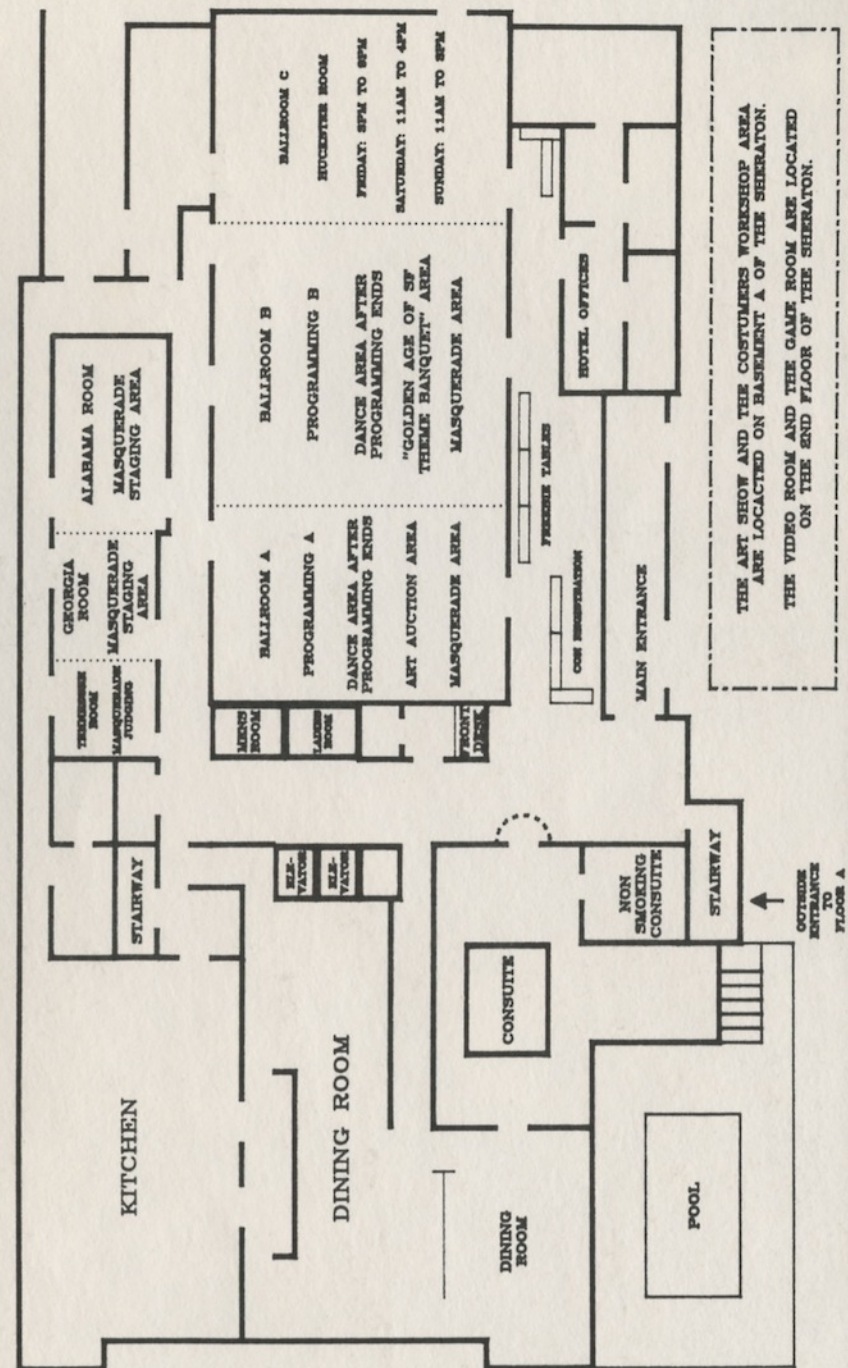 KITCHEN
STAIRWAY
TENNESSEE
ROOM
MASQUERADE
JUDGING
GEORGIA
ROOM
MASQUERADE
STAGING
AREA
ALABAMA ROOM
MASQUERADE
STAGING AREA
DINING ROOM
ELE-
VATOR
ELE-
VATOR
MENS
ROOM
LADIES
ROOM
FRONT
DESK
BALLROOM A
PROGRAMMING A
DANCE AREA AFTER
PROGRAMMING ENDS
ART AUCTION AREA
MASQUERADE AREA
BALLROOM B
PROGRAMMING B
DANCE AREA AFTER
PROGRAMMING ENDS
"GOLDEN AGE OF SF
THEME BANQUET" AREA
MASQUERADE AREA
BALLROOM C
HUCKSTER ROOM
FRIDAY: TO 8PM
SATURDAY: 11AM TO 4PM
SUNDAY: 11AM TO
DINING
ROOM
CONSUITE
NON
SMOKING
CONSUITE
FREEBIE TABLES
CON REGISTRATION
HOTEL OFFICES
MAIN ENTRANCE
STAIRWAY
POOL
OUTSIDE
ENTRANCE
TO
FLOOR A
THE ART SHOW AND THE COSTUMERS WORKSHOP AREA
ARE LOCACTED ON BASEMENT A OF THE SHERATON.
THE VIDEO ROOM AND THE GAME ROOM ARE LOCATED
ON THE 2ND FLOOR OF THE SHERATON.